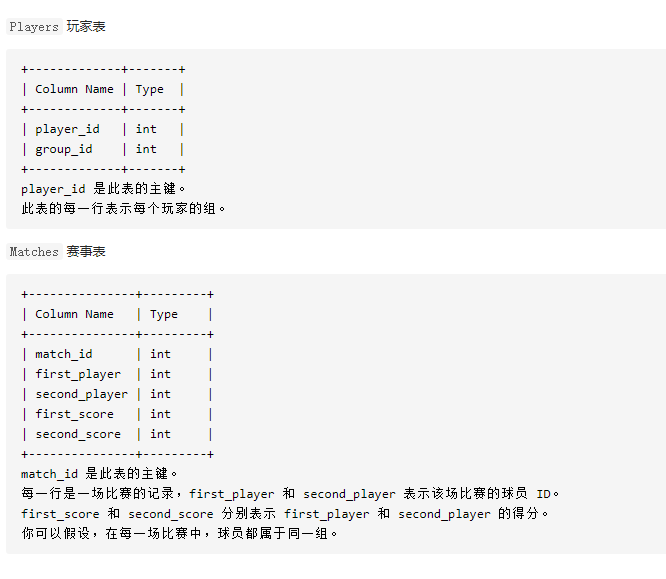 Players 玩家表
+-------------+-------+
| Column Name | Type  |
+-------------+-------+
| player_id   | int   |
| group_id    | int   |
+-------------+-------+
player_id 是此表的主键。
此表的每一行表示每个玩家的组。
Matches 赛事表
+---------------+---------+
| Column Name   | Type    |
+---------------+---------+
| match_id      | int     |
| first_player  | int     |
| second_player | int     |
| first_score   | int     |
| second_score  | int     |
+---------------+---------+
match_id 是此表的主键。
每一行是一场比赛的记录，first_player 和 second_player 表示该场比赛的球员 ID。
first_score 和 second_score 分别表示 first_player 和 second_player 的得分。
你可以假设，在每一场比赛中，球员都属于同一组。